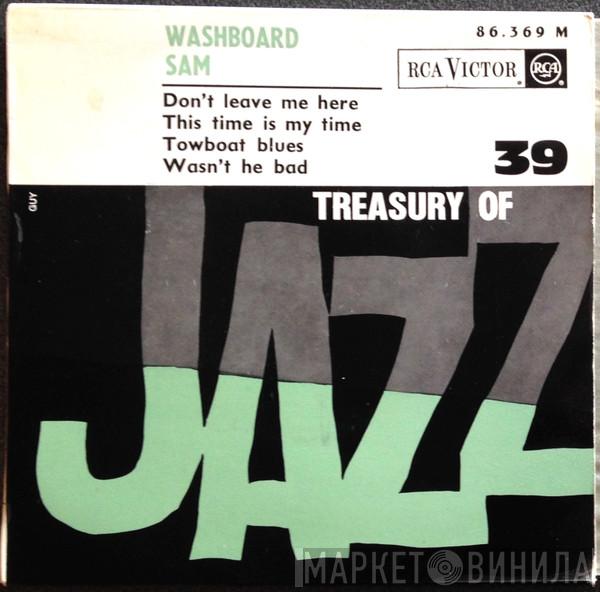 WASHBOARD
SAM
86.369 M
RCA VICTOR
RCA
Don't leave me here
This time is my time
Towboat blues
Wasn't he bad
39
GUY
TREASURY OF
JAZZ
МАРКЕТ ВИНИЛА